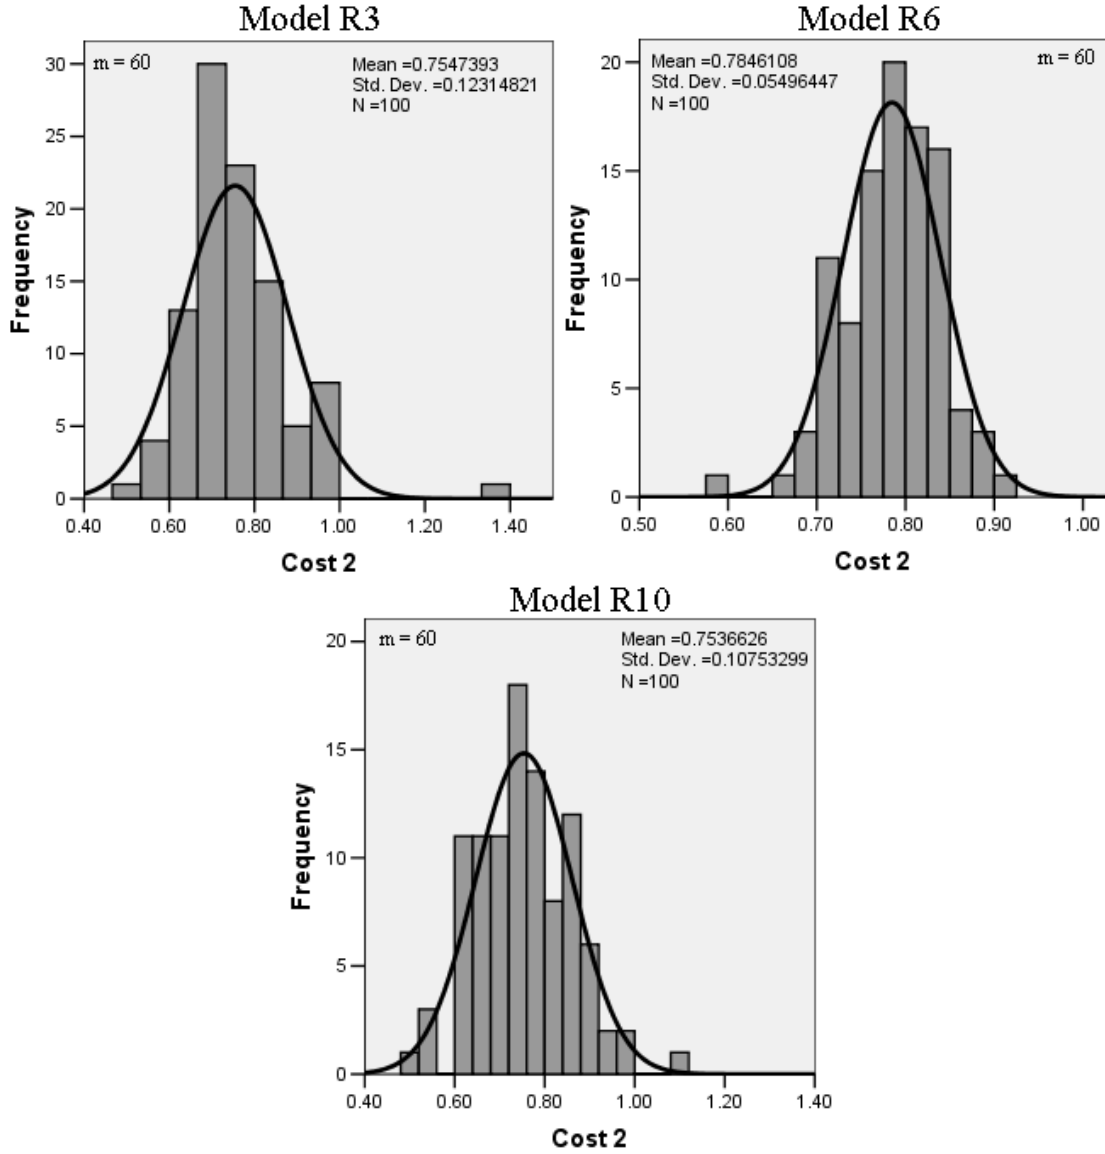 Model R3
m = 60
Mean =0.7547393
Std. Dev. =0.12314821
N =100
Frequency
30
25
20
15
10
5
0
0.40 0.60 0.80 1.00 1.20 1.40
Cost 2
Model R6
Mean =0.7846108
Std. Dev. =0.05496447
N =100
m = 60
Frequency
20
15
10
5
0
0.50 0.60 0.70 0.80 0.90 1.00
Cost 2
Model R10
m = 60
Mean =0.7536626
Std. Dev. =0.10753299
N =100
Frequency
20
15
10
5
0
0.40 0.60 0.80 1.00 1.20 1.40
Cost 2